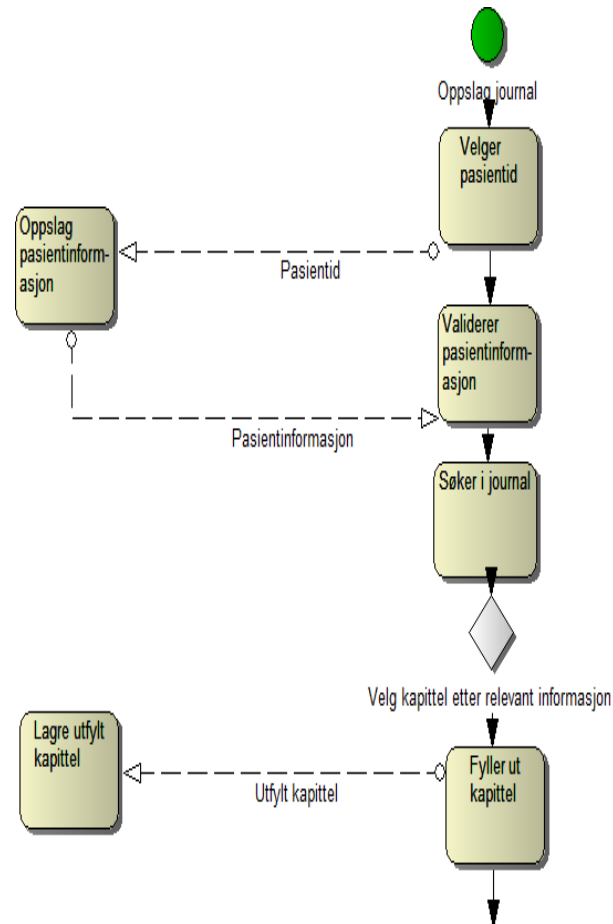 Oppslag journal
Velger
pasientid
Oppslag
pasientinform-
asjon
Pasientid
Validerer
pasientinform-
asjon
Pasientinformasjon
Søker i journal
Velg kapittel etter relevant informasjon
Lagre utfylt
kapittel
Fyller ut
kapittel
Utfylt kapittel